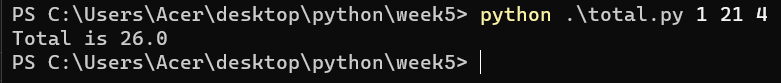 PS C:\Users\Acer\desktop\python\week5> python .\total.py 1 21 4
Total is 26.0
PS C:\Users\Acer\desktop\python\week5>